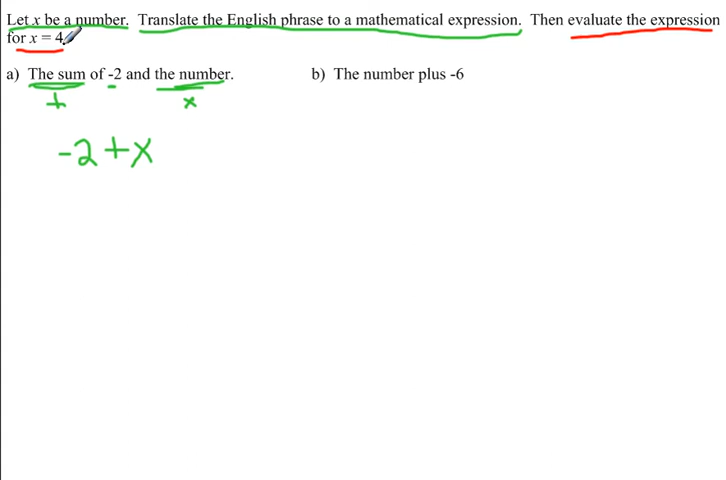 Let x be a number. Translate the English phrase to a mathematical expression. Then evaluate the expression
for x = 4.
a) The sum of -2 and the number. b) The number plus -6
+ x
-2 + x